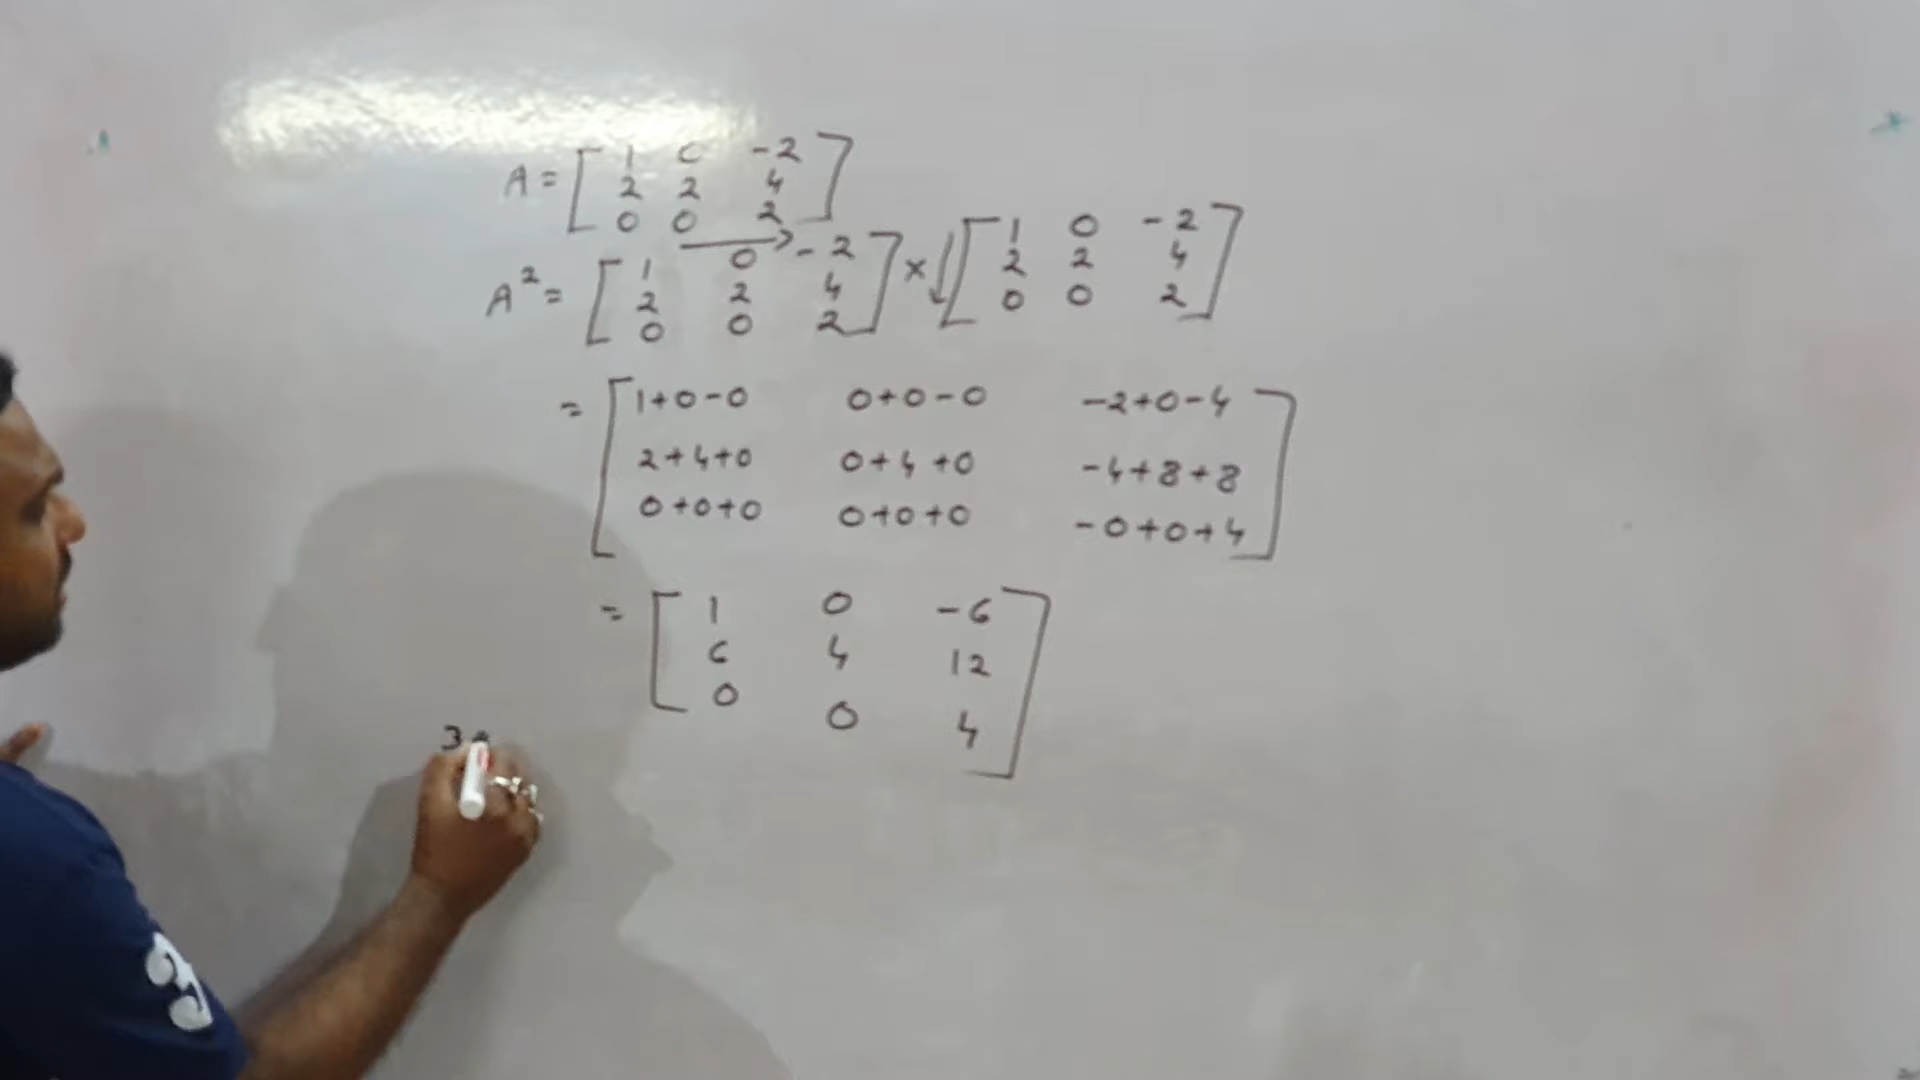 A = [ 1 0 -2
2 2 4
0 0 2 ]
A² = [ 1 0 -2
2 2 4
0 0 2 ] × [ 1 0 -2
2 2 4
0 0 2 ]
= [ 1+0-0 0+0-0 -2+0-4
2+4+0 0+4+0 -4+8+8
0+0+0 0+0+0 -0+0+4 ]
= [ 1 0 -6
6 4 12
0 0 4 ]
3